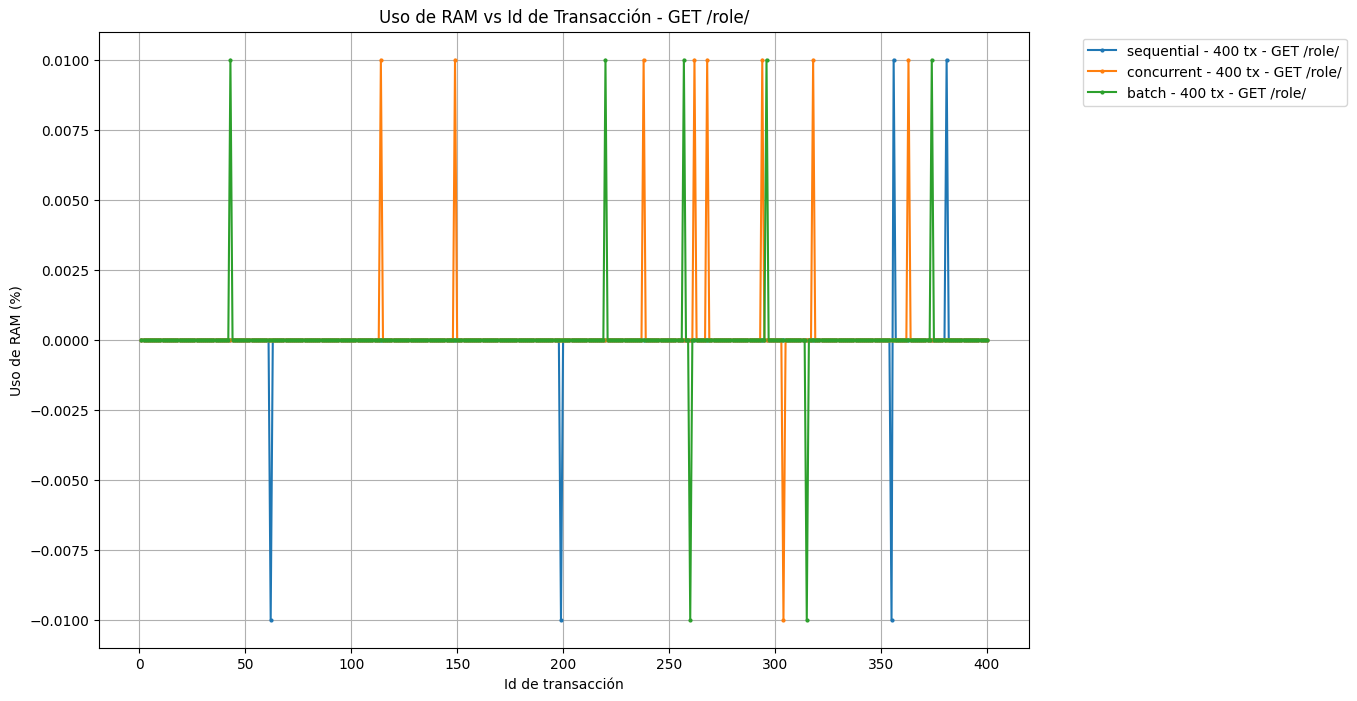 Uso de RAM vs Id de Transacción - GET /role/
sequential - 400 tx - GET /role/
concurrent - 400 tx - GET /role/
batch - 400 tx - GET /role/
Uso de RAM (%)
0.0100
0.0075
0.0050
0.0025
0.0000
−0.0025
−0.0050
−0.0075
−0.0100
0 50 100 150 200 250 300 350 400
Id de transacción